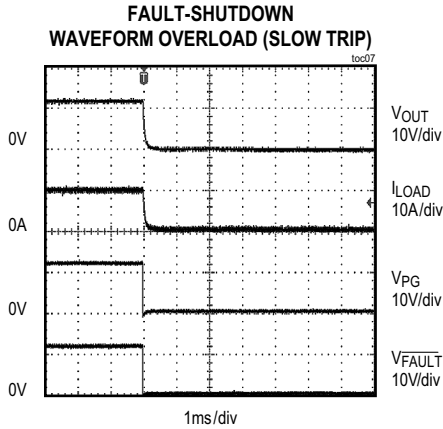 FAULT-SHUTDOWN
WAVEFORM OVERLOAD (SLOW TRIP)
toc07
T
0V
VOUT
10V/div
0A
ILOAD
10A/div
0V
VPG
10V/div
0V
VFAULT
10V/div
1ms/div